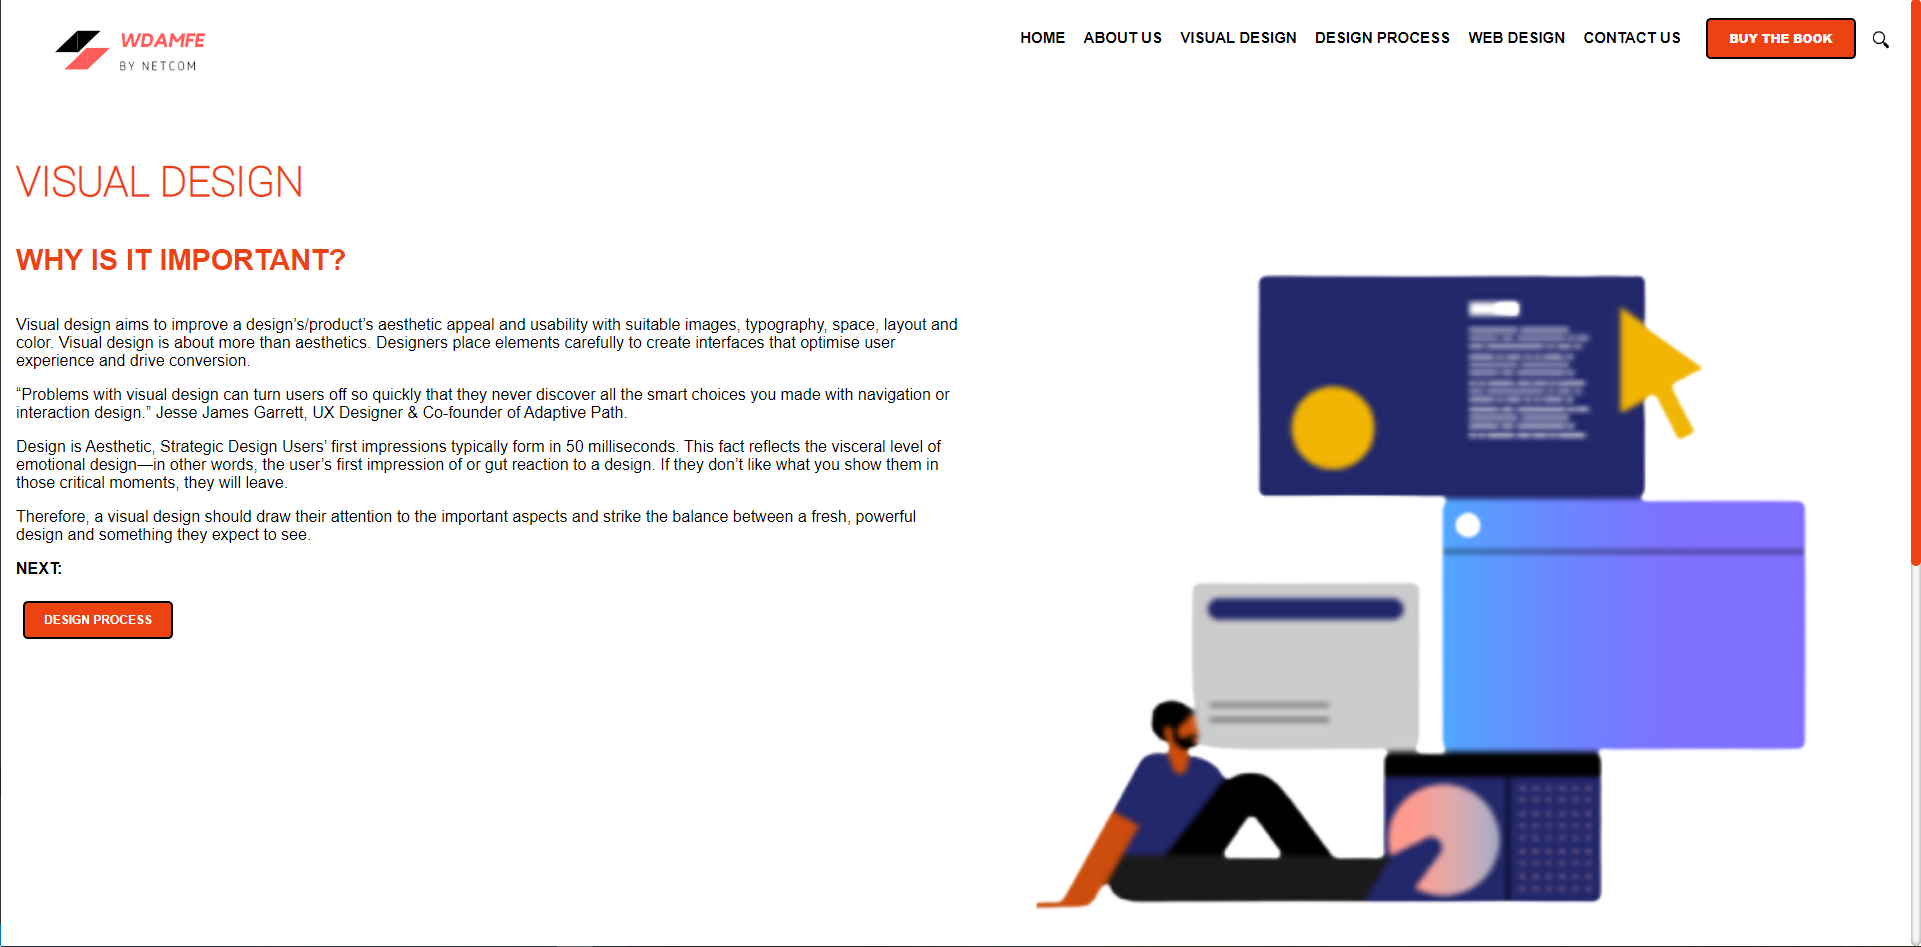 WDAMFE
BY NETCOM
HOME ABOUT US VISUAL DESIGN DESIGN PROCESS WEB DESIGN CONTACT US BUY THE BOOK
VISUAL DESIGN
WHY IS IT IMPORTANT?
Visual design aims to improve a design’s/product’s aesthetic appeal and usability with suitable images, typography, space, layout and
color. Visual design is about more than aesthetics. Designers place elements carefully to create interfaces that optimise user
experience and drive conversion.
“Problems with visual design can turn users off so quickly that they never discover all the smart choices you made with navigation or
interaction design.” Jesse James Garrett, UX Designer & Co-founder of Adaptive Path.
Design is Aesthetic, Strategic Design Users’ first impressions typically form in 50 milliseconds. This fact reflects the visceral level of
emotional design—in other words, the user’s first impression of or gut reaction to a design. If they don’t like what you show them in
those critical moments, they will leave.
Therefore, a visual design should draw their attention to the important aspects and strike the balance between a fresh, powerful
design and something they expect to see.
NEXT:
DESIGN PROCESS